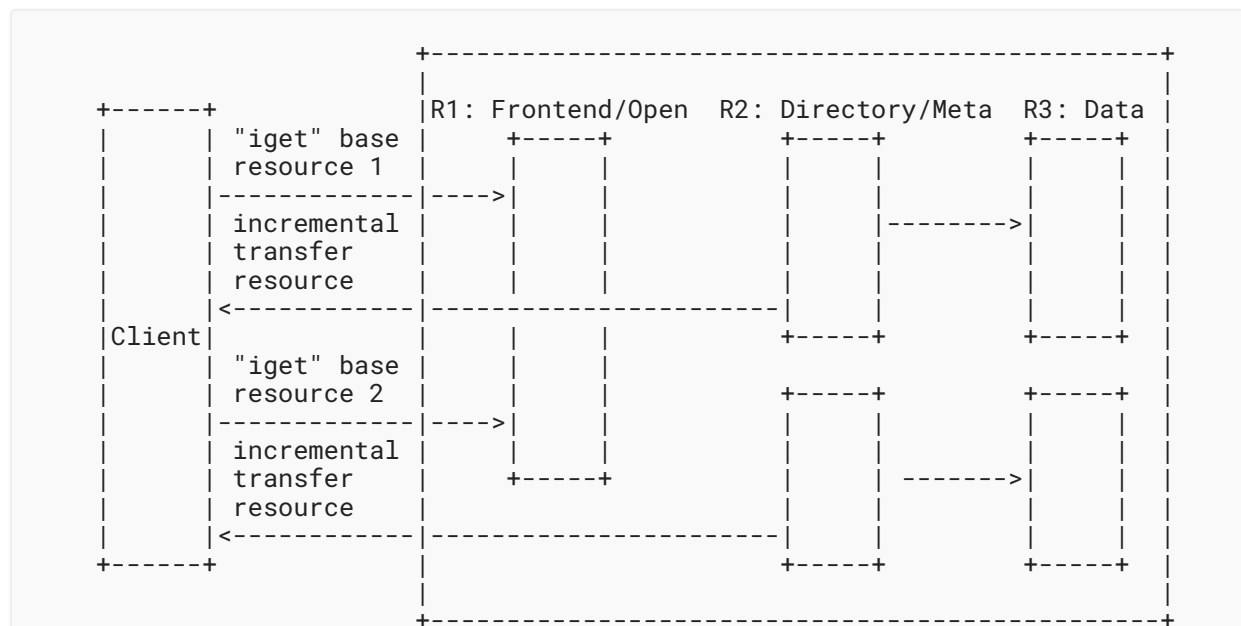 R1: Frontend/Open R2: Directory/Meta R3: Data
"iget" base
resource 1
incremental
transfer
resource
Client
"iget" base
resource 2
incremental
transfer
resource